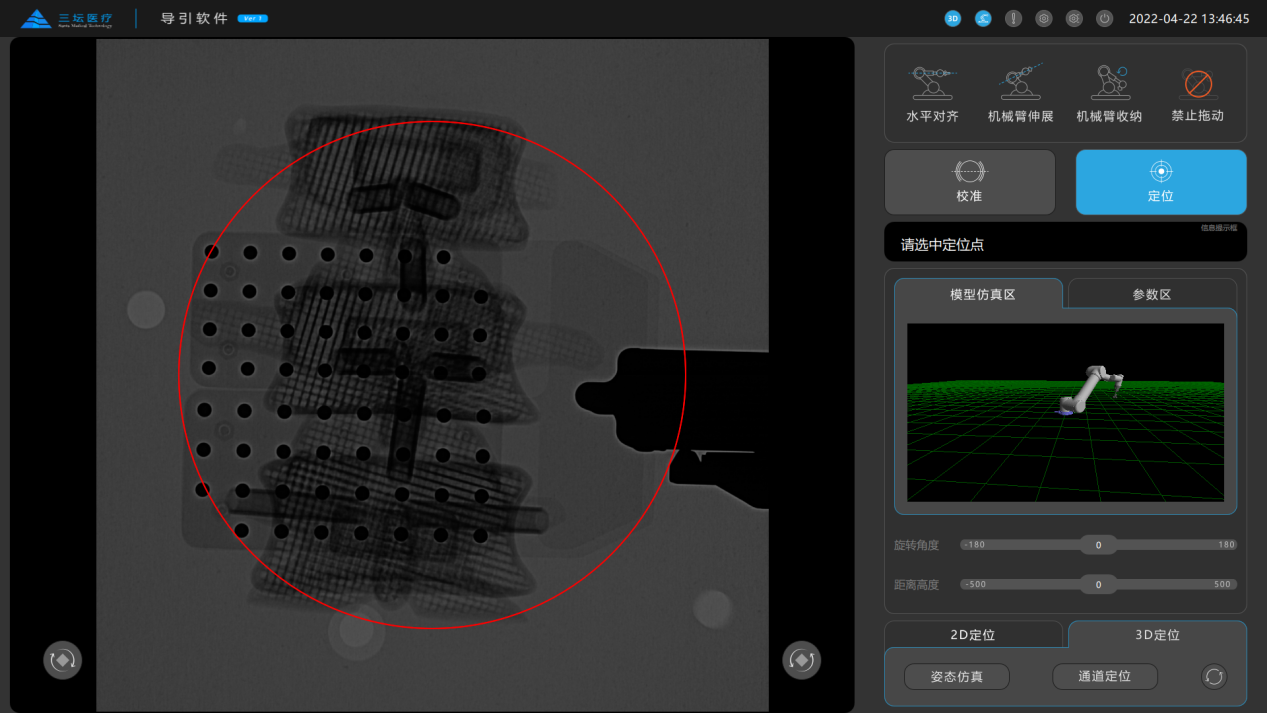 三坛医疗
Santa Medical Technology
导引软件
Ver 1
3D
2022-04-22 13:46:45
水平对齐
机械臂伸展
机械臂收纳
禁止拖动
校准
定位
信息提示框
请选中定位点
模型仿真区
参数区
旋转角度
-180
0
180
距离高度
-500
0
500
2D定位
3D定位
姿态仿真
通道定位